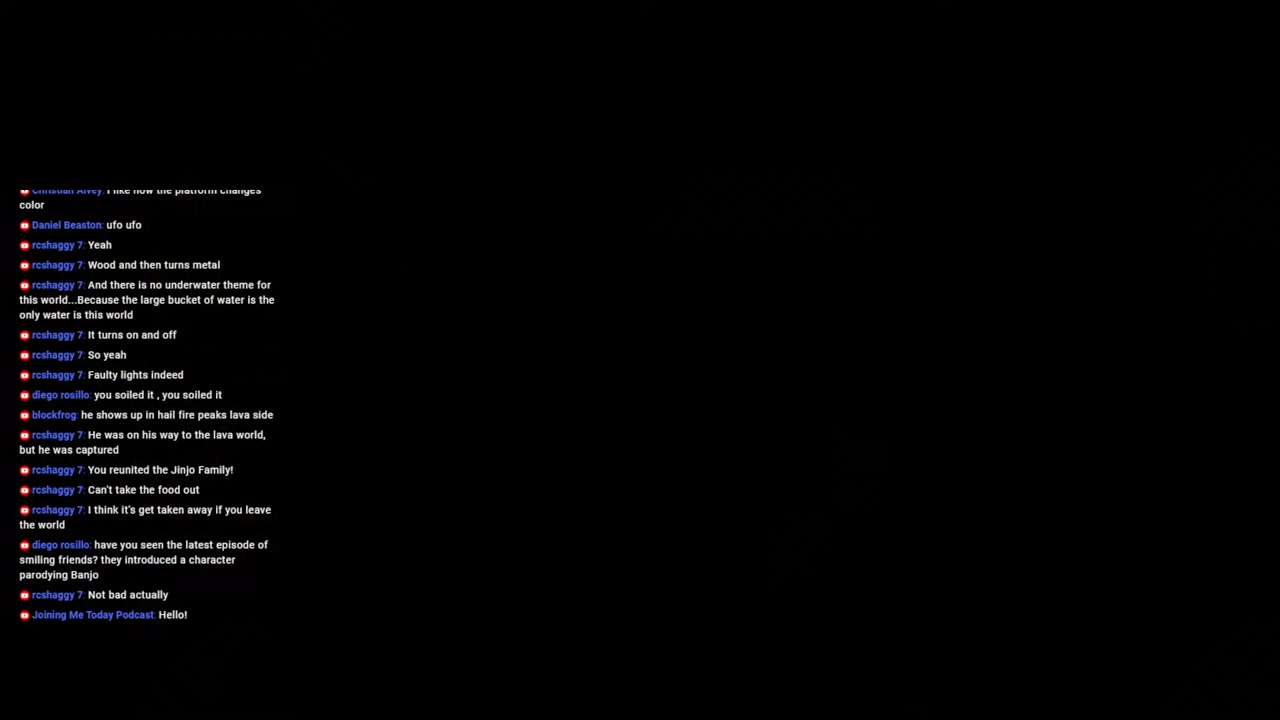 Christian Alvey: I like how the platform changes
color
Daniel Beaston: ufo ufo
rcshaggy 7: Yeah
rcshaggy 7: Wood and then turns metal
rcshaggy 7: And there is no underwater theme for
this world...Because the large bucket of water is the
only water is this world
rcshaggy 7: It turns on and off
rcshaggy 7: So yeah
rcshaggy 7: Faulty lights indeed
diego rosillo: you soiled it , you soiled it
blockfrog: he shows up in hail fire peaks lava side
rcshaggy 7: He was on his way to the lava world,
but he was captured
rcshaggy 7: You reunited the Jinjo Family!
rcshaggy 7: Can't take the food out
rcshaggy 7: I think it's get taken away if you leave
the world
diego rosillo: have you seen the latest episode of
smiling friends? they introduced a character
parodying Banjo
rcshaggy 7: Not bad actually
Joining Me Today Podcast: Hello!